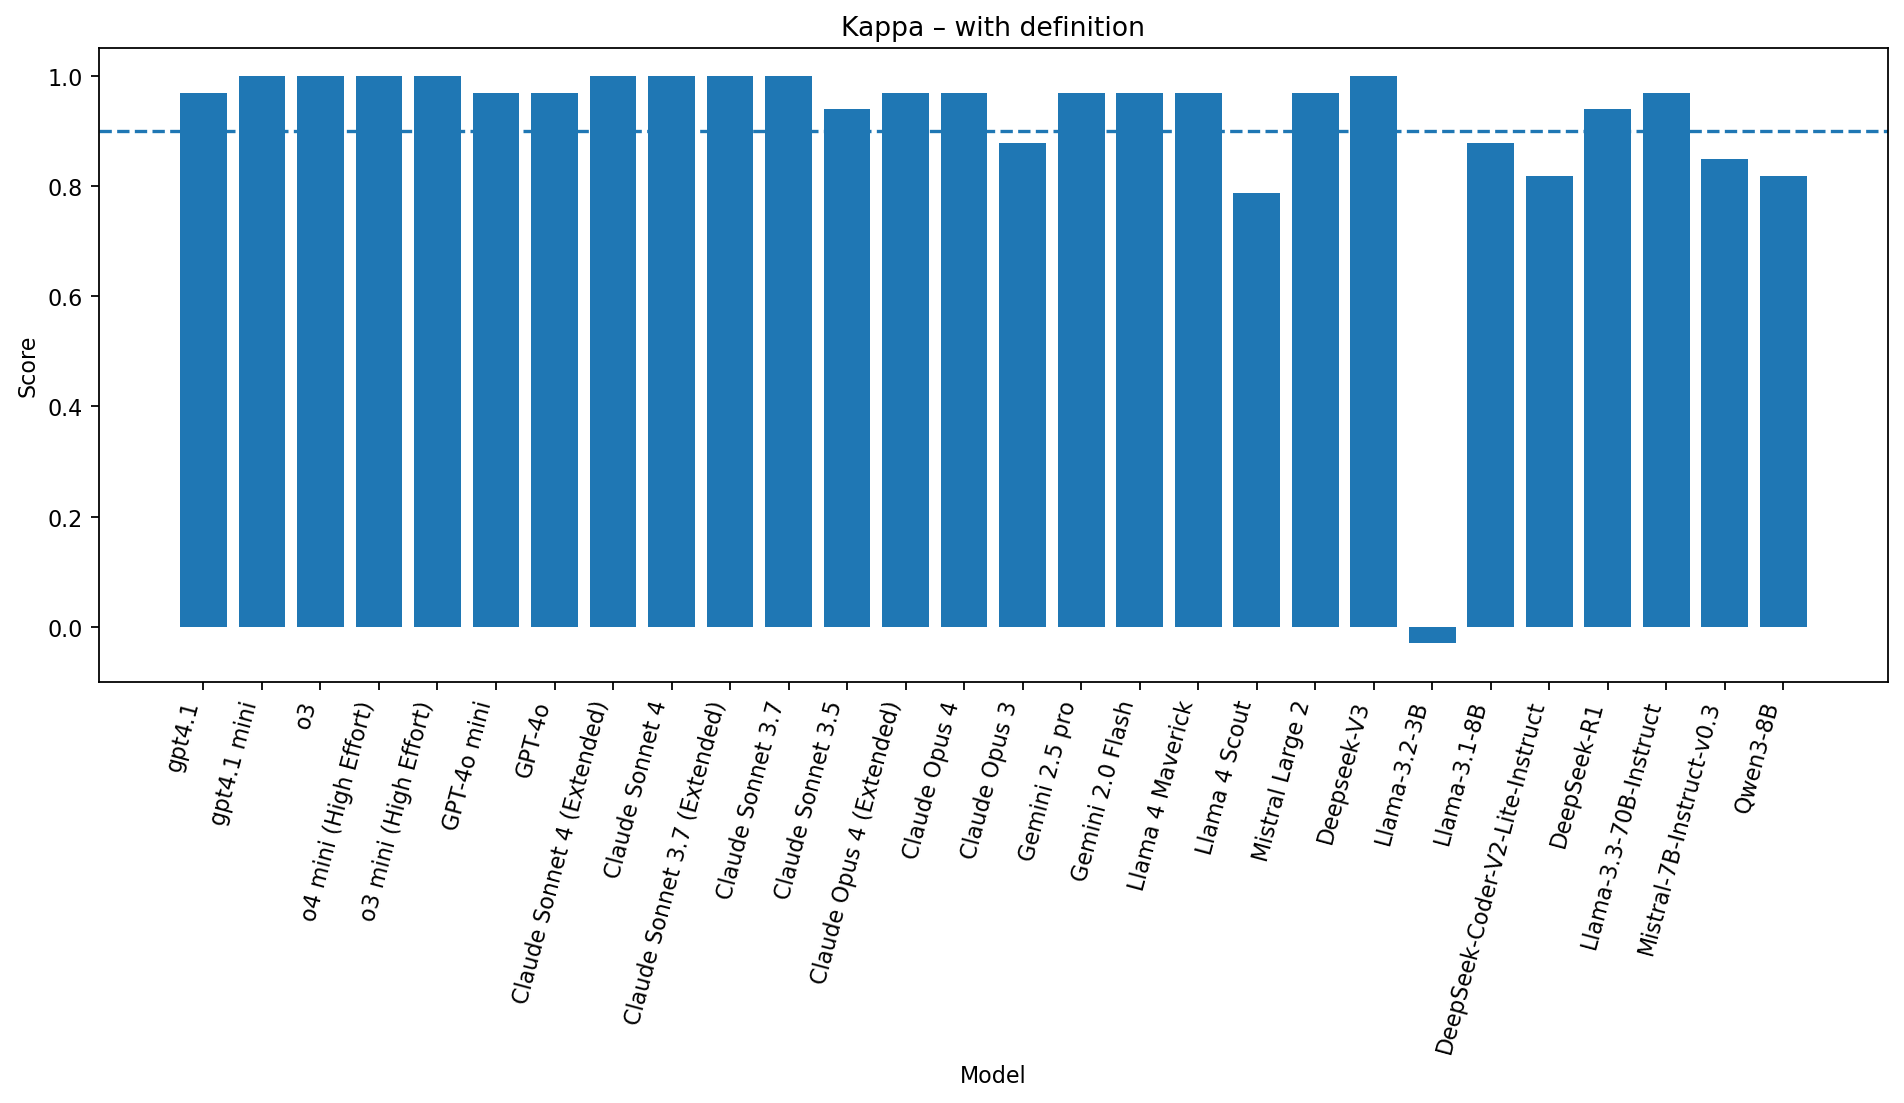 Kappa – with definition
Score
1.0
0.8
0.6
0.4
0.2
0.0
gpt4.1
gpt4.1 mini
o3
o4 mini (High Effort)
o3 mini (High Effort)
GPT-4o mini
GPT-4o
Claude Sonnet 4 (Extended)
Claude Sonnet 4
Claude Sonnet 3.7 (Extended)
Claude Sonnet 3.7
Claude Sonnet 3.5
Claude Opus 4 (Extended)
Claude Opus 4
Claude Opus 3
Gemini 2.5 pro
Gemini 2.0 Flash
Llama 4 Maverick
Llama 4 Scout
Mistral Large 2
Deepseek-V3
Llama-3.2-3B
Llama-3.1-8B
DeepSeek-Coder-V2-Lite-Instruct
DeepSeek-R1
Llama-3.3-70B-Instruct
Mistral-7B-Instruct-v0.3
Qwen3-8B
Model